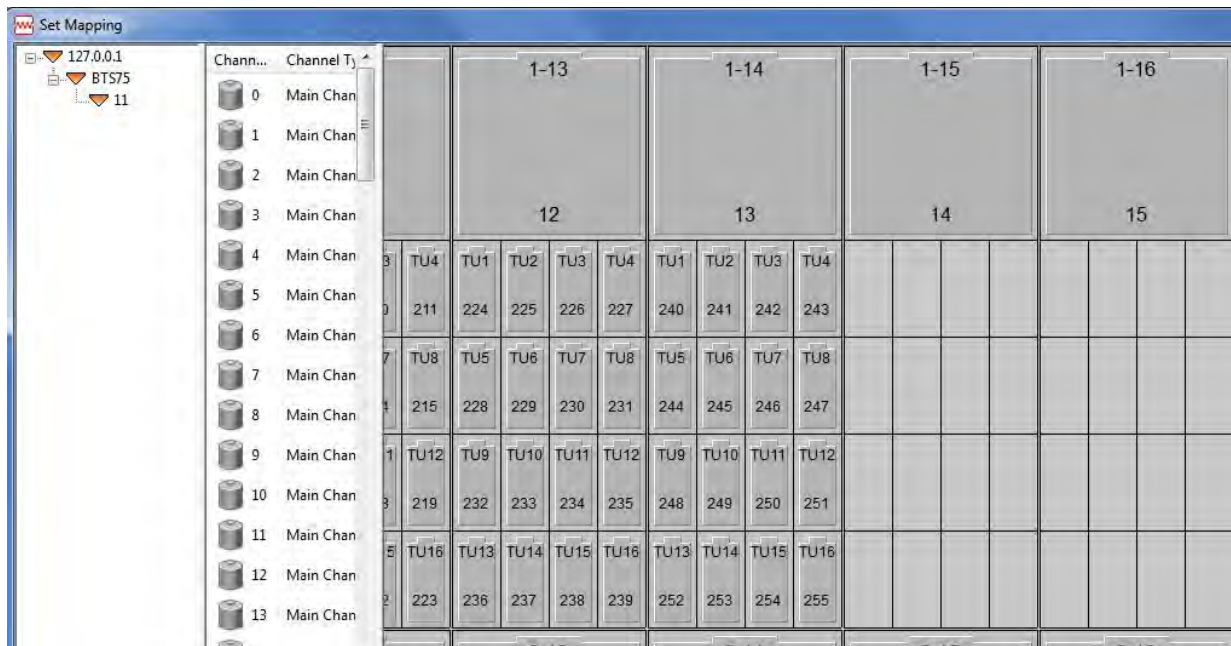 Set Mapping
127.0.0.1
BTS75
11
Chann... Channel Ty
0 Main Chan
1 Main Chan
2 Main Chan
3 Main Chan
4 Main Chan
5 Main Chan
6 Main Chan
7 Main Chan
8 Main Chan
9 Main Chan
10 Main Chan
11 Main Chan
12 Main Chan
13 Main Chan
1-13 1-14 1-15 1-16
12 13 14 15
3 TU4 TU1 TU2 TU3 TU4 TU1 TU2 TU3 TU4
211 224 225 226 227 240 241 242 243
7 TU8 TU5 TU6 TU7 TU8 TU5 TU6 TU7 TU8
215 228 229 230 231 244 245 246 247
1 TU12 TU9 TU10 TU11 TU12 TU9 TU10 TU11 TU12
219 232 233 234 235 248 249 250 251
5 TU16 TU13 TU14 TU15 TU16 TU13 TU14 TU15 TU16
223 236 237 238 239 252 253 254 255